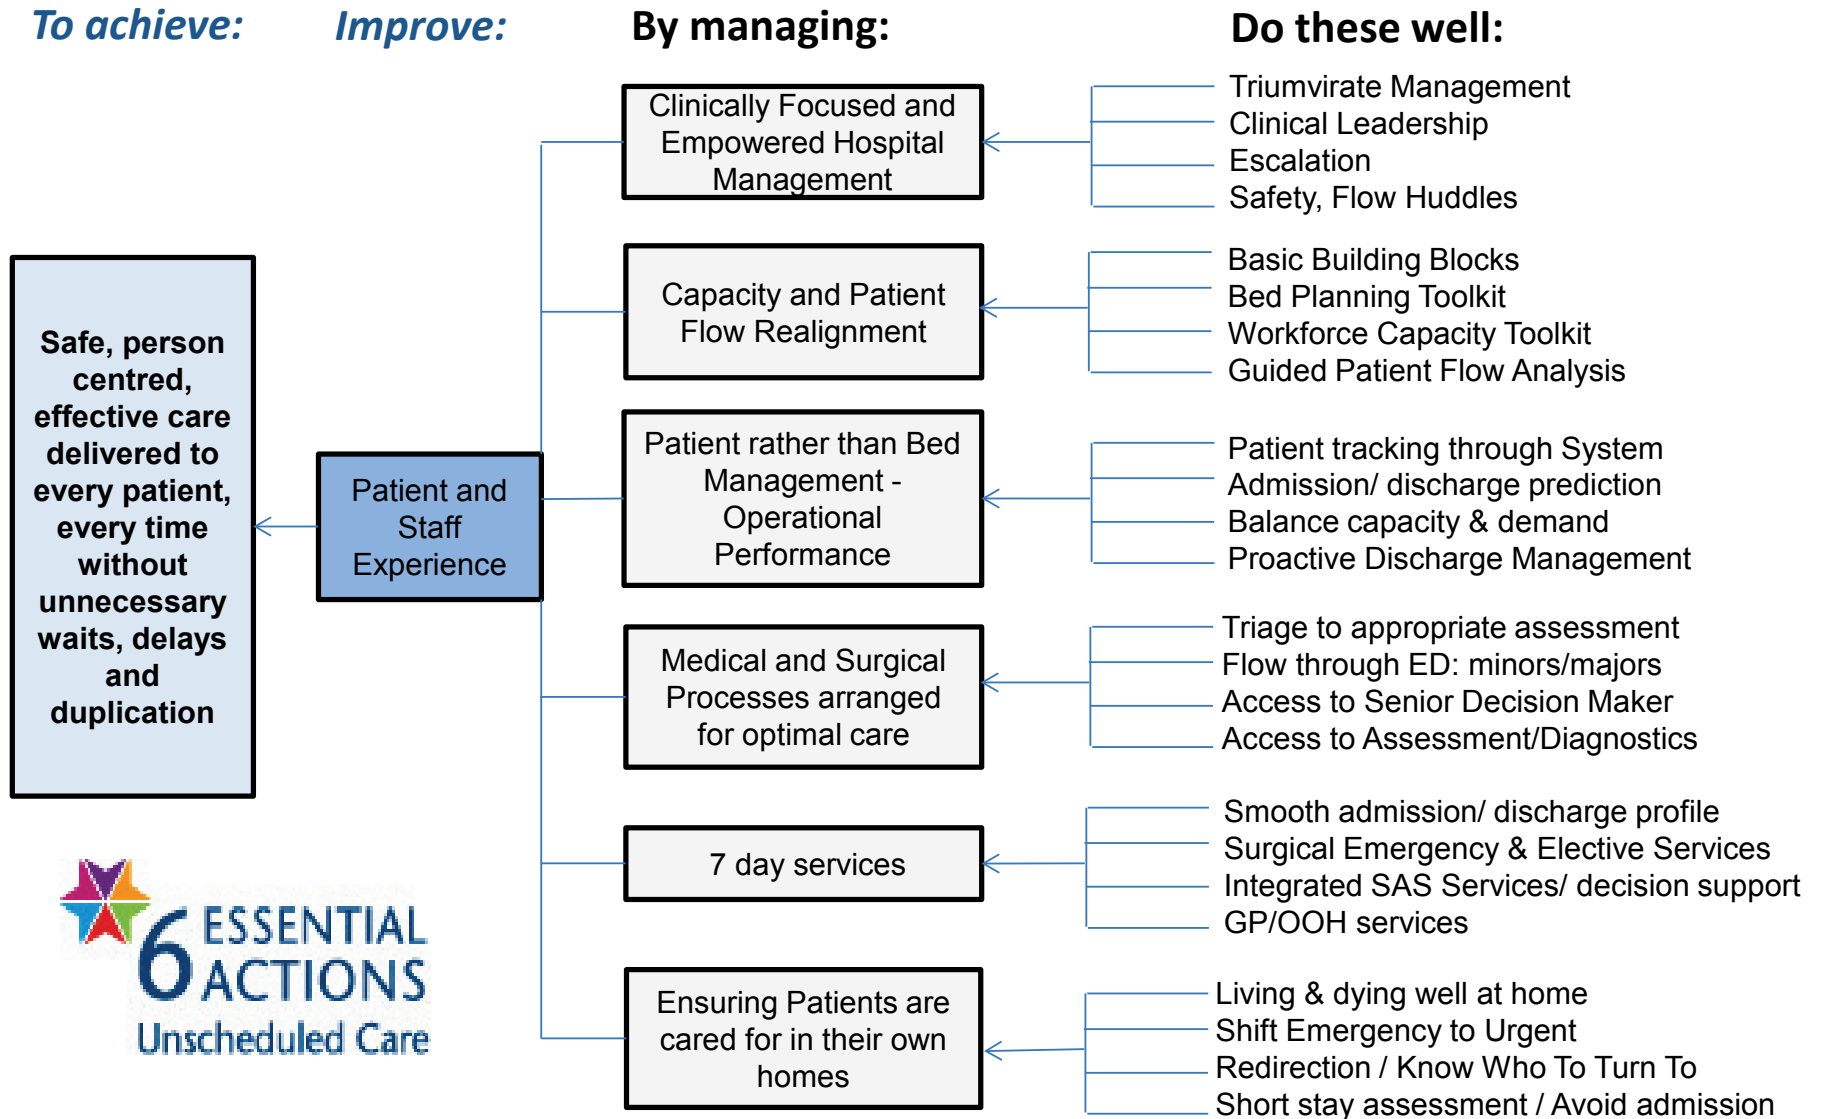 To achieve:
Improve:
By managing:
Do these well:
Safe, person
centred,
effective care
delivered to
every patient,
every time
without
unnecessary
waits, delays
and
duplication
Patient and
Staff
Experience
Clinically Focused and
Empowered Hospital
Management
Triumvirate Management
Clinical Leadership
Escalation
Safety, Flow Huddles
Capacity and Patient
Flow Realignment
Basic Building Blocks
Bed Planning Toolkit
Workforce Capacity Toolkit
Guided Patient Flow Analysis
Patient rather than Bed
Management -
Operational
Performance
Patient tracking through System
Admission/ discharge prediction
Balance capacity & demand
Proactive Discharge Management
Medical and Surgical
Processes arranged
for optimal care
Triage to appropriate assessment
Flow through ED: minors/majors
Access to Senior Decision Maker
Access to Assessment/Diagnostics
7 day services
Smooth admission/ discharge profile
Surgical Emergency & Elective Services
Integrated SAS Services/ decision support
GP/OOH services
Ensuring Patients are
cared for in their own
homes
Living & dying well at home
Shift Emergency to Urgent
Redirection / Know Who To Turn To
Short stay assessment / Avoid admission
6 ESSENTIAL
ACTIONS
Unscheduled Care